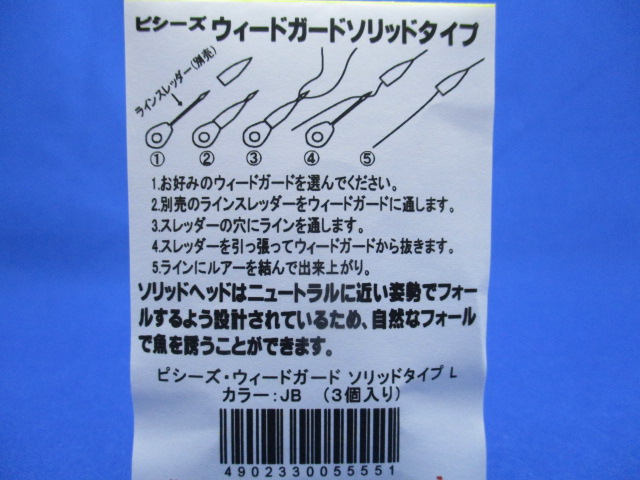 ピシーズ ウィードガードソリッドタイプ
ラインスレッダー(別売)
① ② ③ ④ ⑤
1.お好みのウィードガードを選んでください。
2.別売のラインスレッダーをウィードガードに通します。
3.スレッダーの穴にラインを通します。
4.スレッダーを引っ張ってウィードガードから抜きます。
5.ラインにルアーを結んで出来上がり。
ソリッドヘッドはニュートラルに近い姿勢でフォー
ルするよう設計されているため、自然なフォール
で魚を誘うことができます。
ピシーズ・ウィードガード ソリッドタイプ L
カラー:JB (3個入り)
4902330055551